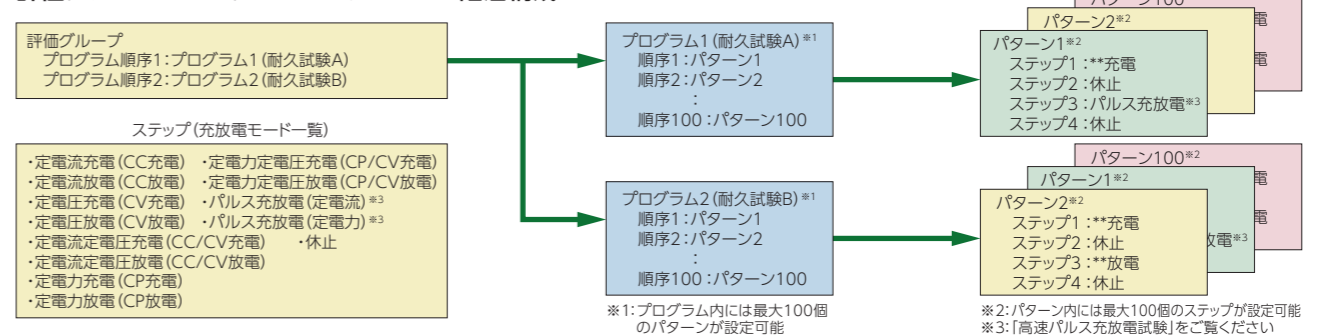 評価グループ
プログラム順序1:プログラム1(耐久試験A)
プログラム順序2:プログラム2(耐久試験B)
ステップ(充放電モード一覧)
・定電流充電(CC充電) ・定電力定電圧充電(CP/CV充電)
・定電流放電(CC放電) ・定電力定電圧放電(CP/CV放電)
・定電圧充電(CV充電) ・パルス充放電(定電流)※3
・定電圧放電(CV放電) ・パルス充放電(定電力)※3
・定電流定電圧充電(CC/CV充電) ・休止
・定電流定電圧放電(CC/CV放電)
・定電力充電(CP充電)
・定電力放電(CP放電)
プログラム1(耐久試験A)※1
順序1:パターン1
順序2:パターン2
:
順序100:パターン100
プログラム2(耐久試験B)※1
順序1:パターン1
順序2:パターン2
:
順序100:パターン100
※1:プログラム内には最大100個
のパターンが設定可能
パターン2※2
電
電
パターン1※2
ステップ1:**充電
ステップ2:休止
ステップ3:パルス充放電※3
ステップ4:休止
パターン100※2
電
電
パターン1※2
放電※3
パターン2※2
ステップ1:**充電
ステップ2:休止
ステップ3:**放電
ステップ4:休止
※2:パターン内には最大100個のステップが設定可能
※3:「高速パルス充放電試験」をご覧ください